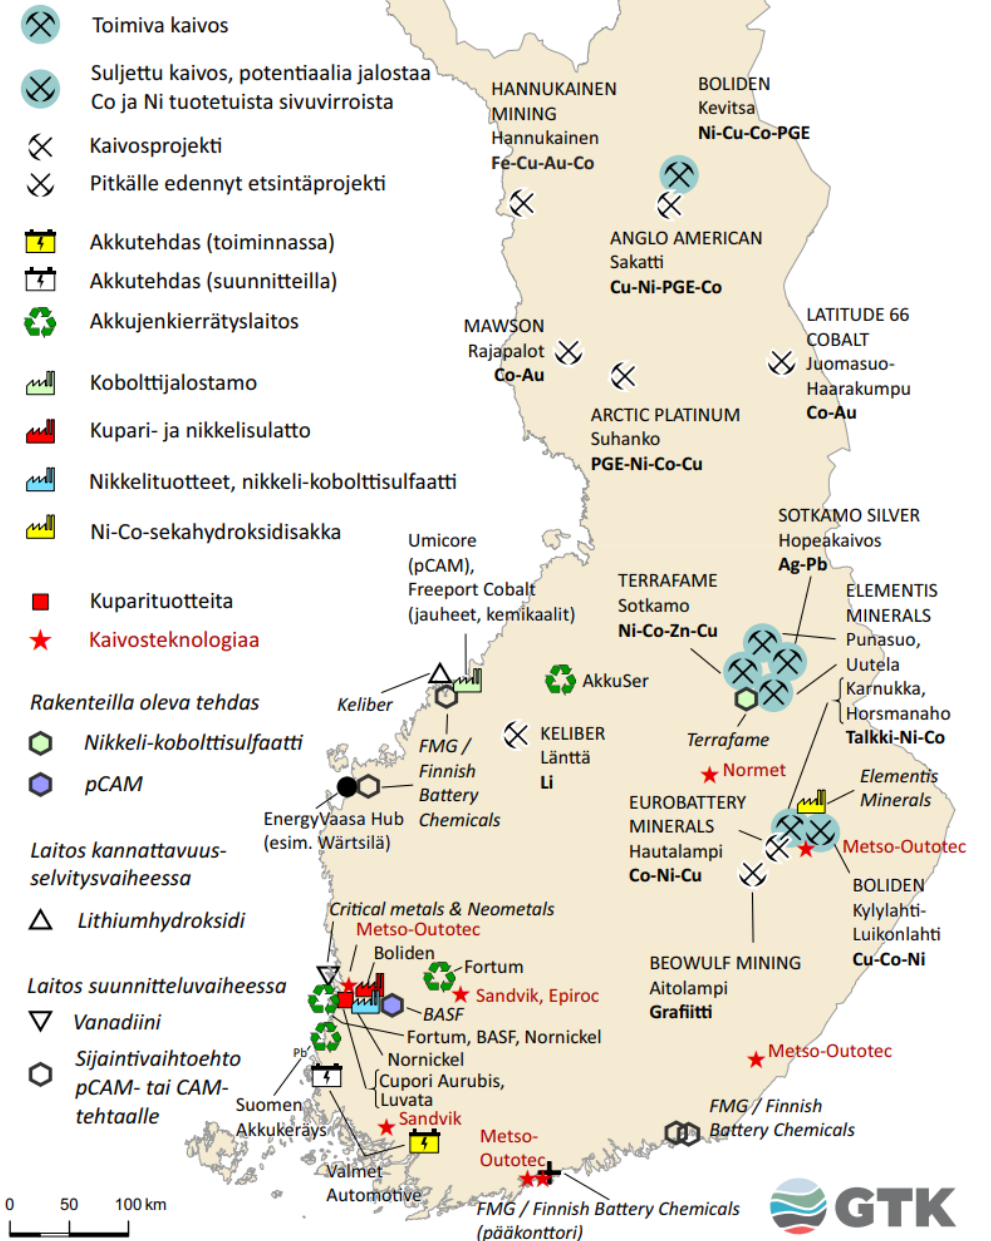 Toimiva kaivos
Suljettu kaivos, potentiaalia jalostaa
Co ja Ni tuotetuista sivuvirroista
Kaivosprojekti
Pitkälle edennyt etsintäprojekti
Akkutehdas (toiminnassa)
Akkutehdas (suunnitteilla)
Akkujenkierrätyslaitos
Kobolttijalostamo
Kupari- ja nikkelisulatto
Nikkelituotteet, nikkeli-kobolttisulfaatti
Ni-Co-sekahydroksidisakka
Kuparituotteita
Kaivosteknologiaa
Rakenteilla oleva tehdas
Nikkeli-kobolttisulfaatti
pCAM
Laitos kannattavuus-
selvitysvaiheessa
Lithiumhydroksidi
Laitos suunnitteluvaiheessa
Vanadiini
Sijaintivaihtoehto
pCAM- tai CAM-
tehtaalle
0 50 100 km
HANNUKAINEN
MINING
Hannukainen
Fe-Cu-Au-Co
BOLIDEN
Kevitsa
Ni-Cu-Co-PGE
ANGLO AMERICAN
Sakatti
Cu-Ni-PGE-Co
MAWSON
Rajapalot
Co-Au
LATITUDE 66
COBALT
Juomasuo-
Haarakumpu
Co-Au
ARCTIC PLATINUM
Suhanko
PGE-Ni-Co-Cu
SOTKAMO SILVER
Hopeakaivos
Ag-Pb
Umicore
(pCAM),
Freeport Cobalt
(jauheet, kemikaalit)
TERRAFAME
Sotkamo
Ni-Co-Zn-Cu
ELEMENTIS
MINERALS
Punasuo,
Uutela
Karnukka,
Horsmanaho
Talkki-Ni-Co
Keliber
AkkuSer
KELIBER
Länttä
Li
Terrafame
Normet
FMG /
Finnish
Battery
Chemicals
EnergyVaasa Hub
(esim. Wärtsilä)
EUROBATTERY
MINERALS
Hautalampi
Co-Ni-Cu
Elementis
Minerals
Metso-Outotec
BOLIDEN
Kylylahti-
Luikonlahti
Cu-Co-Ni
BEOWULF MINING
Aitolampi
Grafiitti
Critical metals & Neometals
Metso-Outotec
Boliden
Fortum
Sandvik, Epiroc
BASF
Fortum, BASF, Nornickel
Nornickel
Pb
Cupori Aurubis,
Luvata
Suomen
Akkukeräys
Sandvik
Valmet
Automotive
Metso-
Outotec
Metso-Outotec
FMG / Finnish
Battery Chemicals
FMG / Finnish Battery Chemicals
(pääkonttori)
GTK